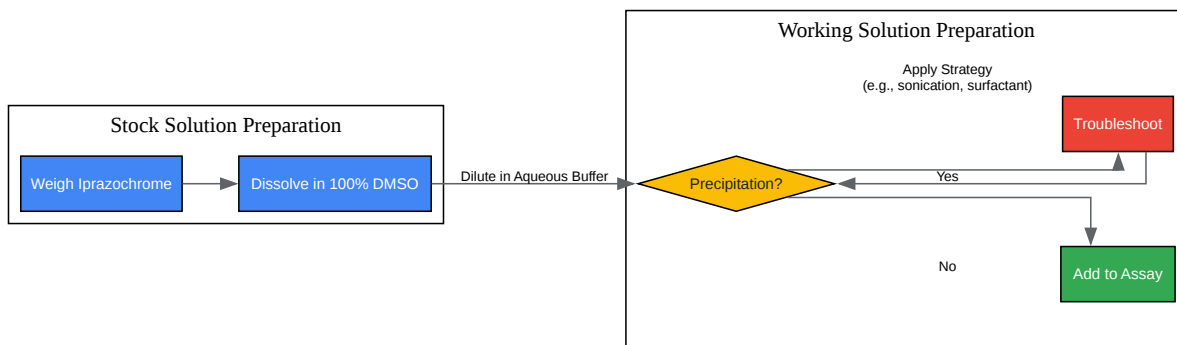 Stock Solution Preparation
Weigh Iprazochrome
Dissolve in 100% DMSO
Dilute in Aqueous Buffer
Working Solution Preparation
Apply Strategy
(e.g., sonication, surfactant)
Troubleshoot
Precipitation?
Yes
No
Add to Assay